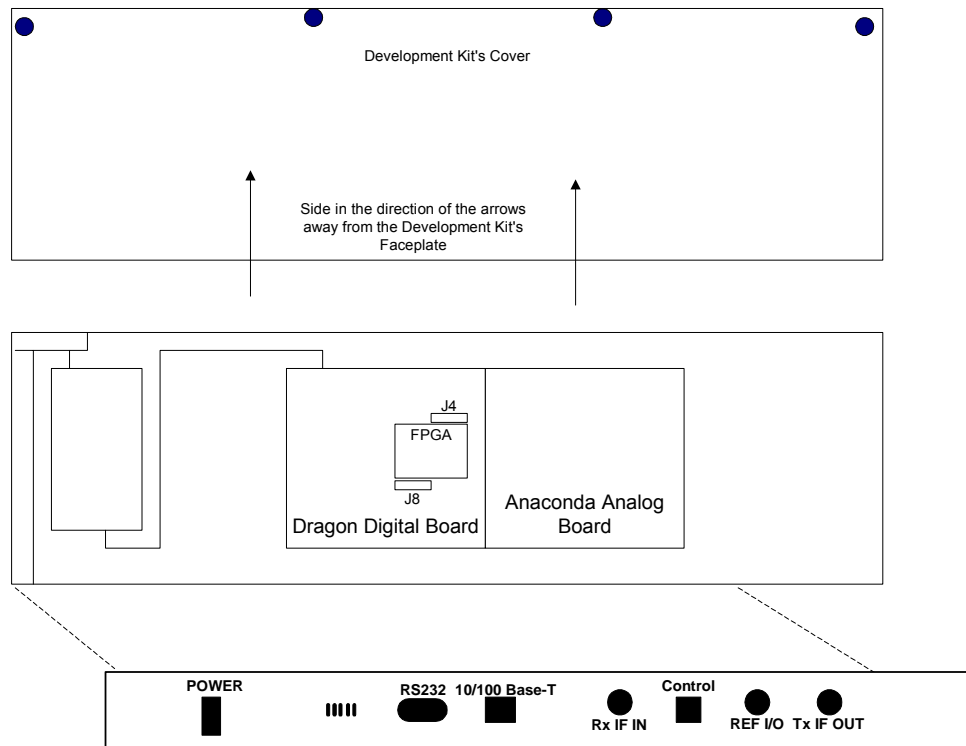 Development Kit's Cover
Side in the direction of the arrows
away from the Development Kit's
Faceplate
J4
FPGA
J8
Dragon Digital Board
Anaconda Analog
Board
POWER
RS232
10/100 Base-T
Rx IF IN
Control
REF I/O
Tx IF OUT